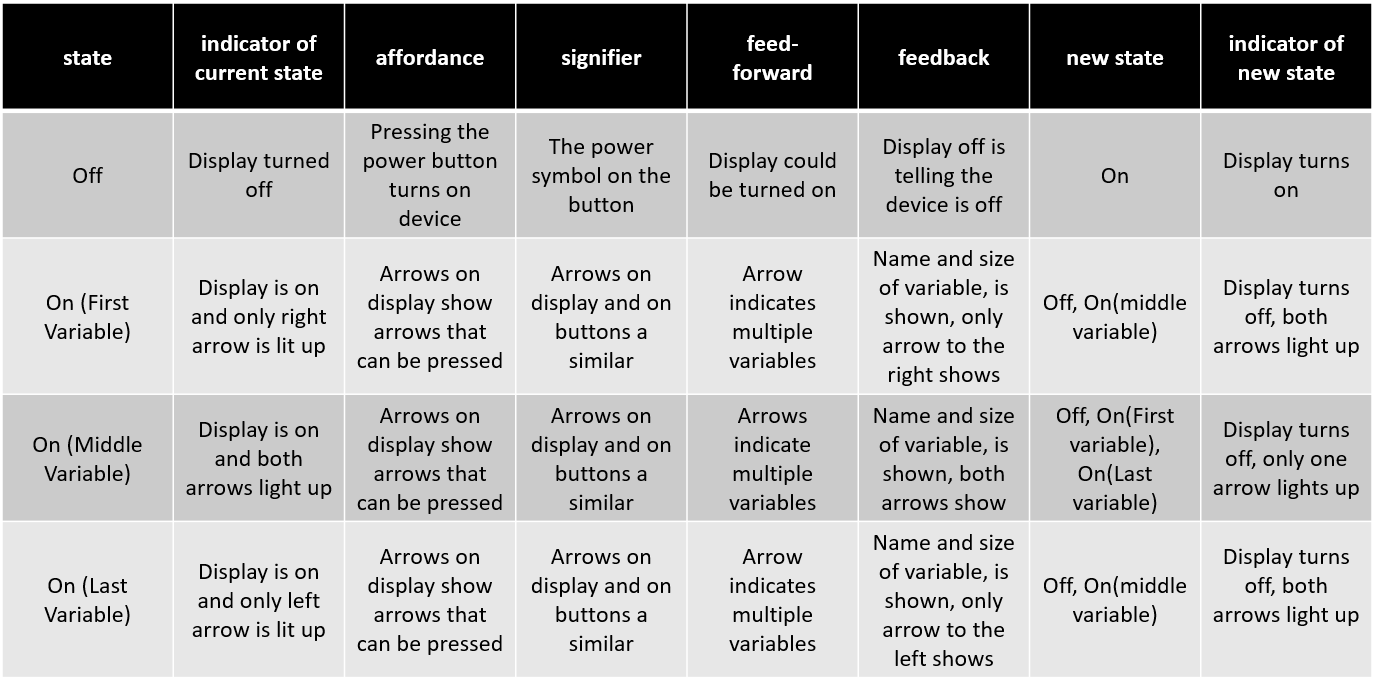 state
indicator of
current state
affordance
signifier
feed-
forward
feedback
new state
indicator of
new state
Off
Display turned
off
Pressing the
power button
turns on
device
The power
symbol on the
button
Display could
be turned on
Display off is
telling the
device is off
On
Display turns
on
On (First
Variable)
Display is on
and only right
arrow is lit up
Arrows on
display show
arrows that
can be pressed
Arrows on
display and on
buttons a
similar
Arrow
indicates
multiple
variables
Name and size
of variable, is
shown, only
arrow to the
right shows
Off, On(middle
variable)
Display turns
off, both
arrows light up
On (Middle
Variable)
Display is on
and both
arrows light up
Arrows on
display show
arrows that
can be pressed
Arrows on
display and on
buttons a
similar
Arrows
indicate
multiple
variables
Name and size
of variable, is
shown, both
arrows show
Off, On(First
variable),
On(Last
variable)
Display turns
off, only one
arrow lights up
On (Last
Variable)
Display is on
and only left
arrow is lit up
Arrows on
display show
arrows that
can be pressed
Arrows on
display and on
buttons a
similar
Arrow
indicates
multiple
variables
Name and size
of variable, is
shown, only
arrow to the
left shows
Off, On(middle
variable)
Display turns
off, both
arrows light up